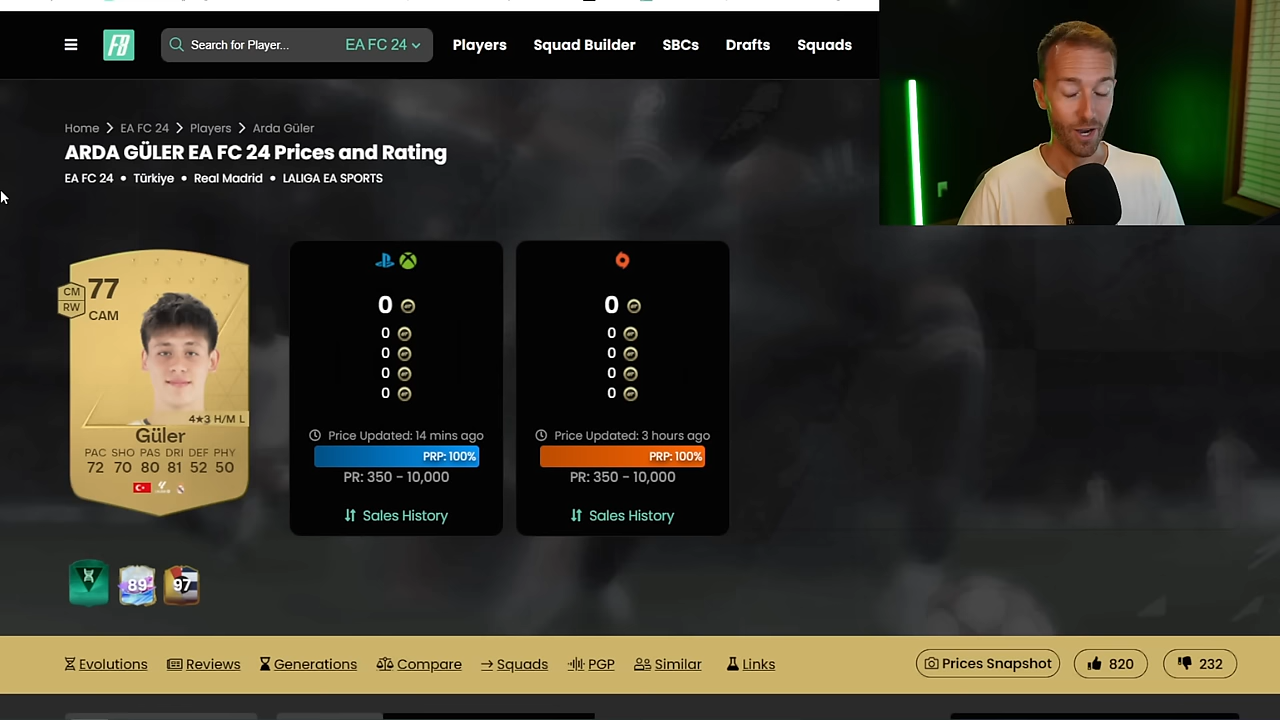 FB
Search for Player...
EA FC 24
Players
Squad Builder
SBCs
Drafts
Squads
Home > EA FC 24 > Players > Arda Güler
ARDA GÜLER EA FC 24 Prices and Rating
EA FC 24 • Türkiye • Real Madrid • LALIGA EA SPORTS
77
CM
RW
CAM
4★3 H/M L
Güler
PAC SHO PAS DRI DEF PHY
72 70 80 81 52 50
0
0
0
0
0
Price Updated: 14 mins ago
PRP: 100%
PR: 350 - 10,000
Sales History
0
0
0
0
0
Price Updated: 3 hours ago
PRP: 100%
PR: 350 - 10,000
Sales History
89
97
Evolutions
Reviews
Generations
Compare
Squads
PGP
Similar
Links
Prices Snapshot
820
232